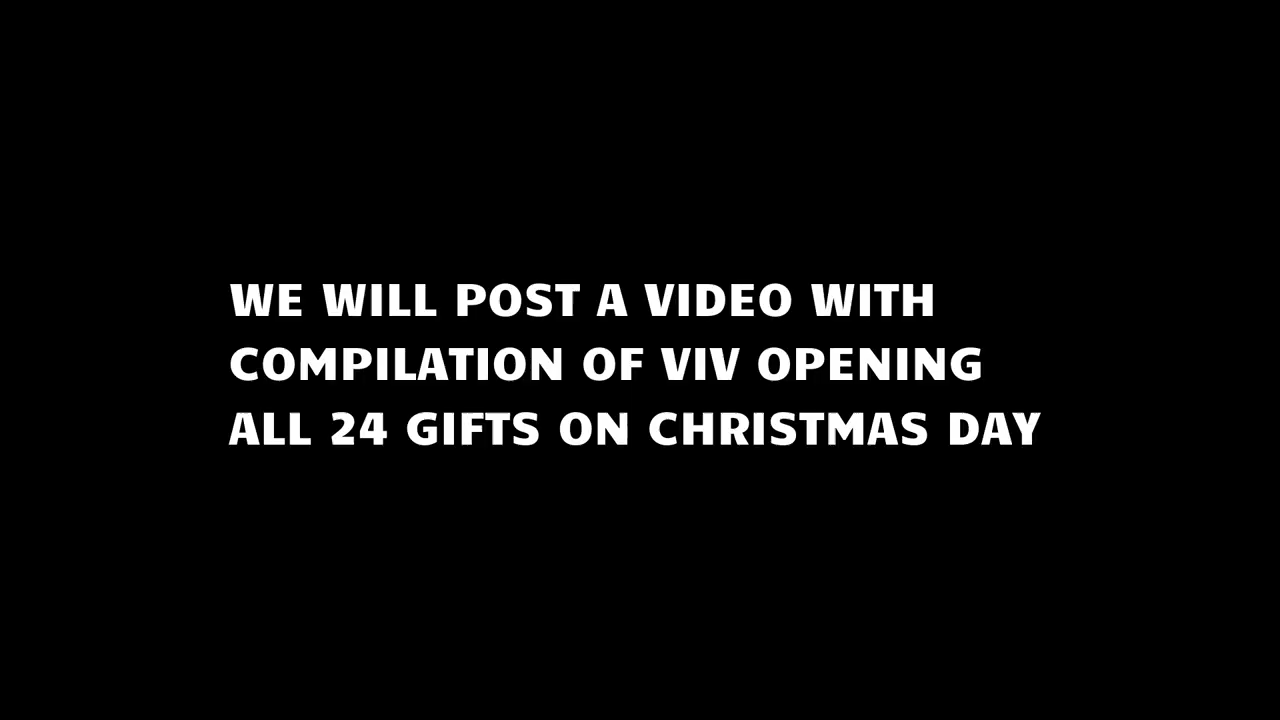 WE WILL POST A VIDEO WITH
COMPILATION OF VIV OPENING
ALL 24 GIFTS ON CHRISTMAS DAY